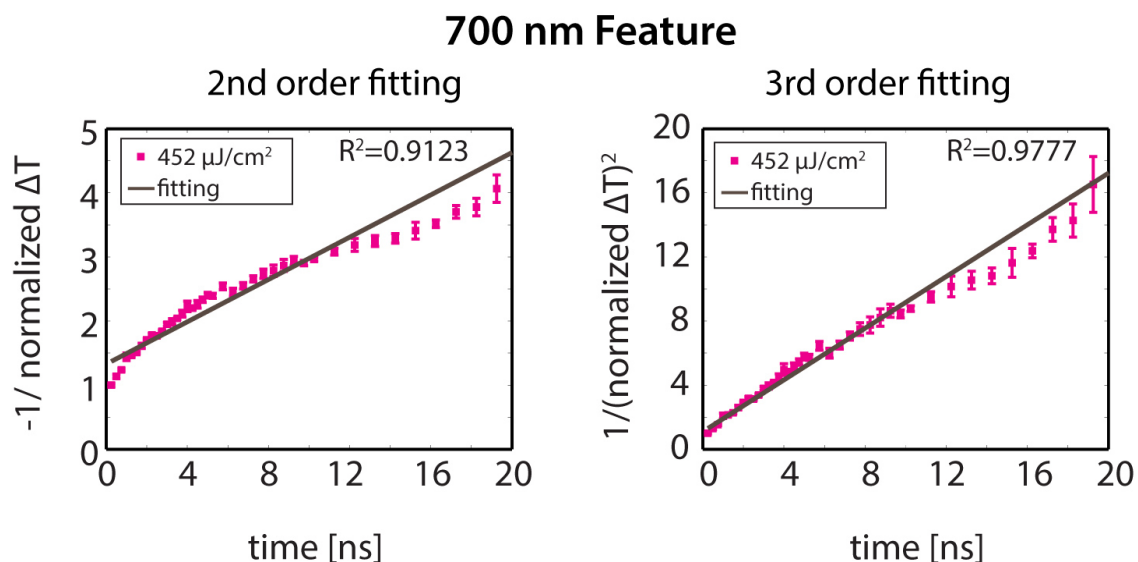 700 nm Feature
2nd order fitting
5
4
3
2
1
0
-1/ normalized ΔT
452 µJ/cm²
fitting
R²=0.9123
0 4 8 12 16 20
time [ns]
3rd order fitting
20
16
12
8
4
0
1/(normalized ΔT)²
452 µJ/cm²
fitting
R²=0.9777
0 4 8 12 16 20
time [ns]